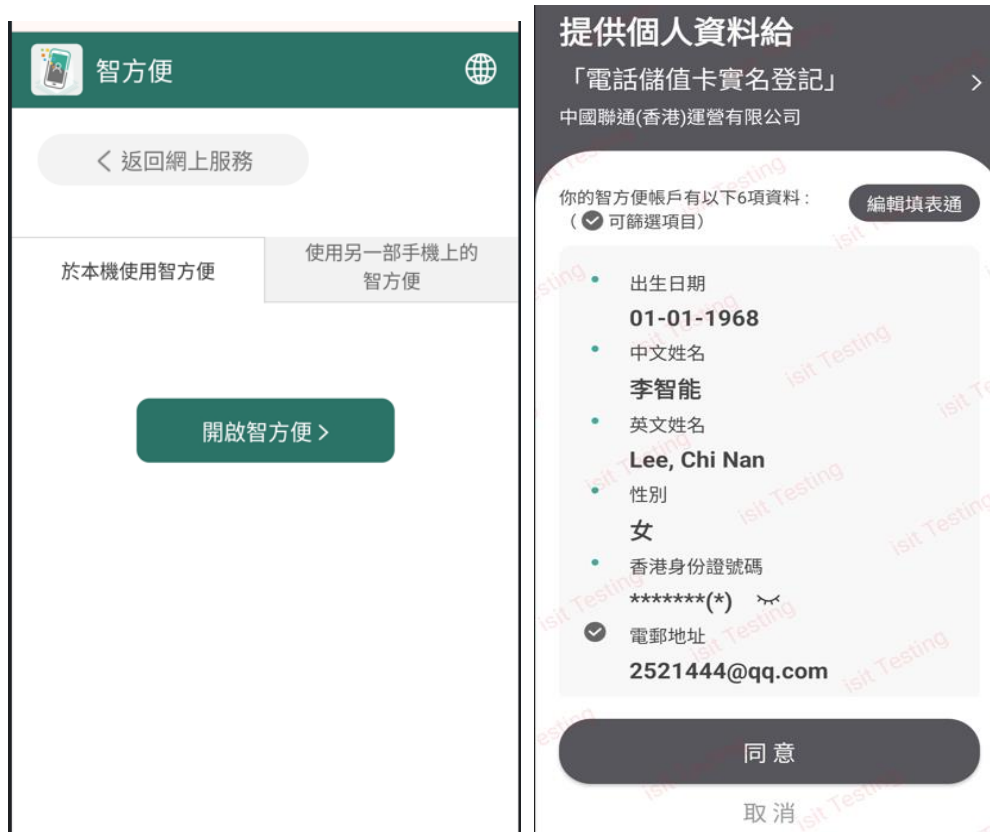 智方便
返回網上服務
於本機使用智方便
使用另一部手機上的
智方便
開啟智方便
提供個人資料給
「電話儲值卡實名登記」
中國聯通(香港)運營有限公司
你的智方便帳戶有以下6項資料:
( 可篩選項目)
編輯填表通
出生日期
01-01-1968
中文姓名
李智能
英文姓名
Lee, Chi Nan
性別
女
香港身份證號碼
*******(*)
電郵地址
2521444@qq.com
同意
取消
isit Testing